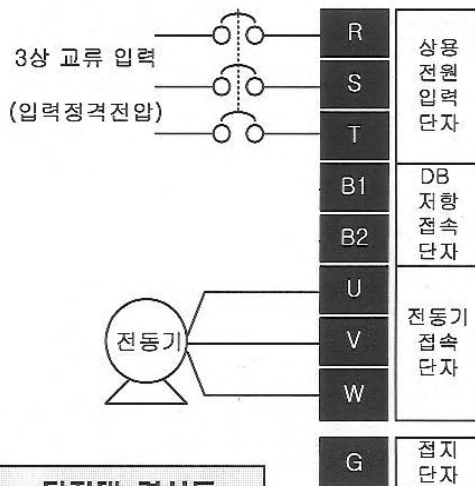 3상 교류 입력
(입력정격전압)
R
S
T
상용
전원
입력
단자
B1
B2
DB
저항
접속
단자
U
V
W
전동기
전동기
접속
단자
G
접지
단자